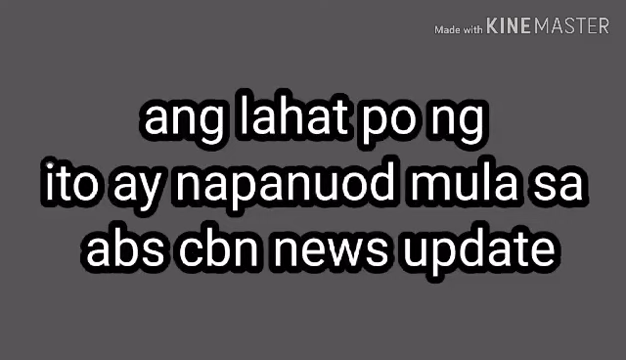 Made with KINEMASTER
ang lahat po ng
ito ay napanuod mula sa
abs cbn news update